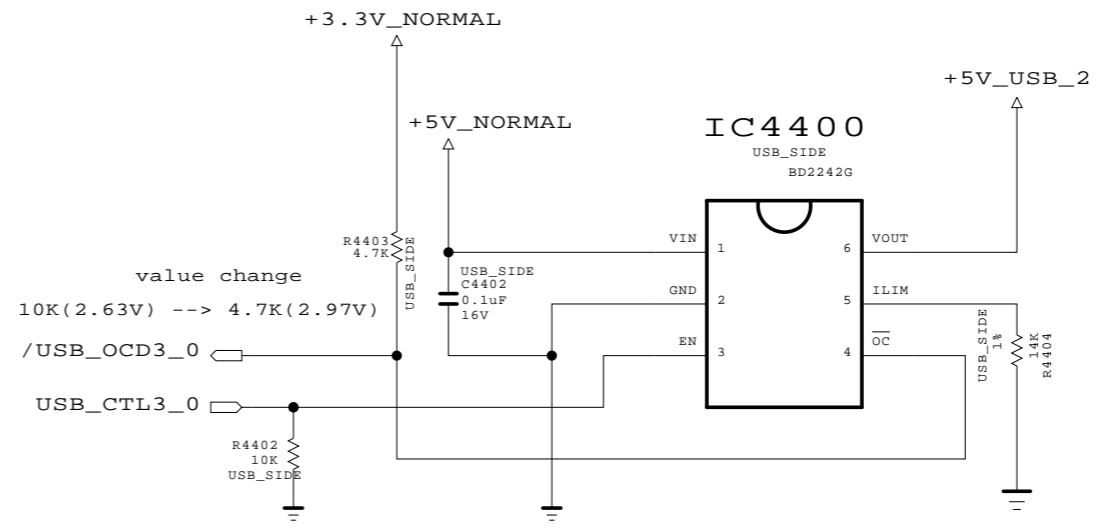 +3.3V_NORMAL
+5V_USB_2
+5V_NORMAL
IC4400
USB_SIDE
BD2242G
R4403
4.7K
USB_SIDE
VIN
1
6
VOUT
value change
USB_SIDE
C4402
0.1uF
16V
GND
2
5
ILIM
10K(2.63V) --> 4.7K(2.97V)
USB_SIDE
1%
14K
R4404
/USB_OCD3_0
EN
3
4
OC
USB_CTL3_0
R4402
10K
USB_SIDE